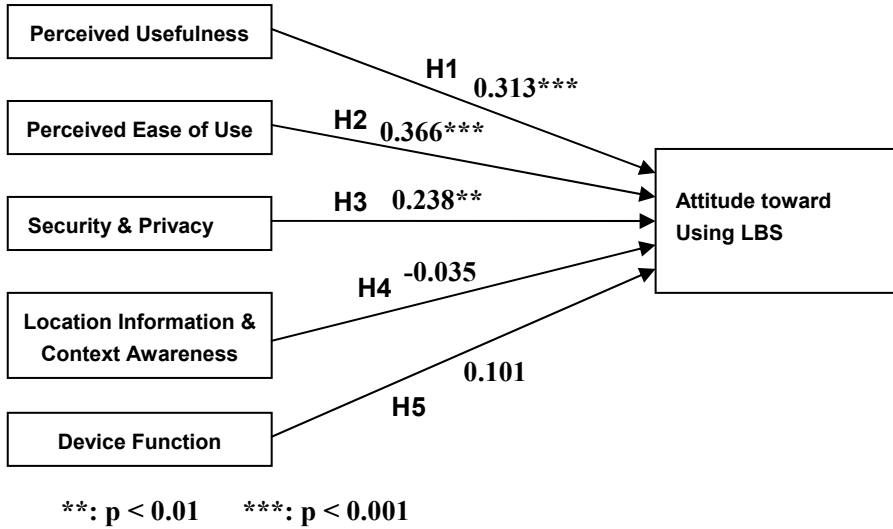 Perceived Usefulness
H1
0.313***
Perceived Ease of Use
H2 0.366***
Security & Privacy
H3 0.238**
Attitude toward
Using LBS
Location Information &
Context Awareness
H4 -0.035
Device Function
H5
0.101
**: p < 0.01 ***: p < 0.001